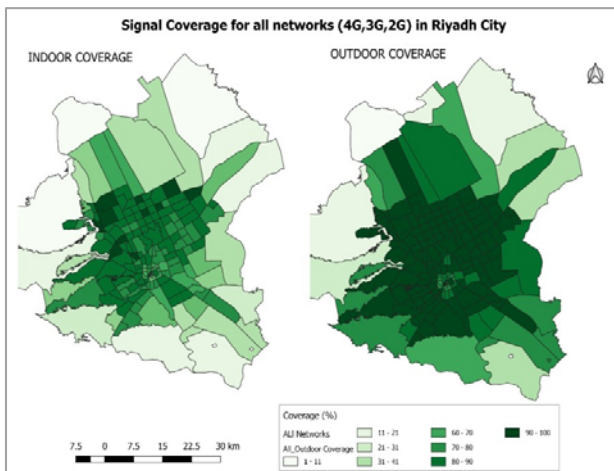 Signal Coverage for all networks (4G,3G,2G) in Riyadh City
INDOOR COVERAGE
OUTDOOR COVERAGE
Coverage (%)
ALl Networks
All_Outdoor Coverage
1 - 11
11 - 21
21 - 31
31 - 41
60 - 70
70 - 80
80 - 90
90 - 100
7.5 0 7.5 15 22.5 30 km